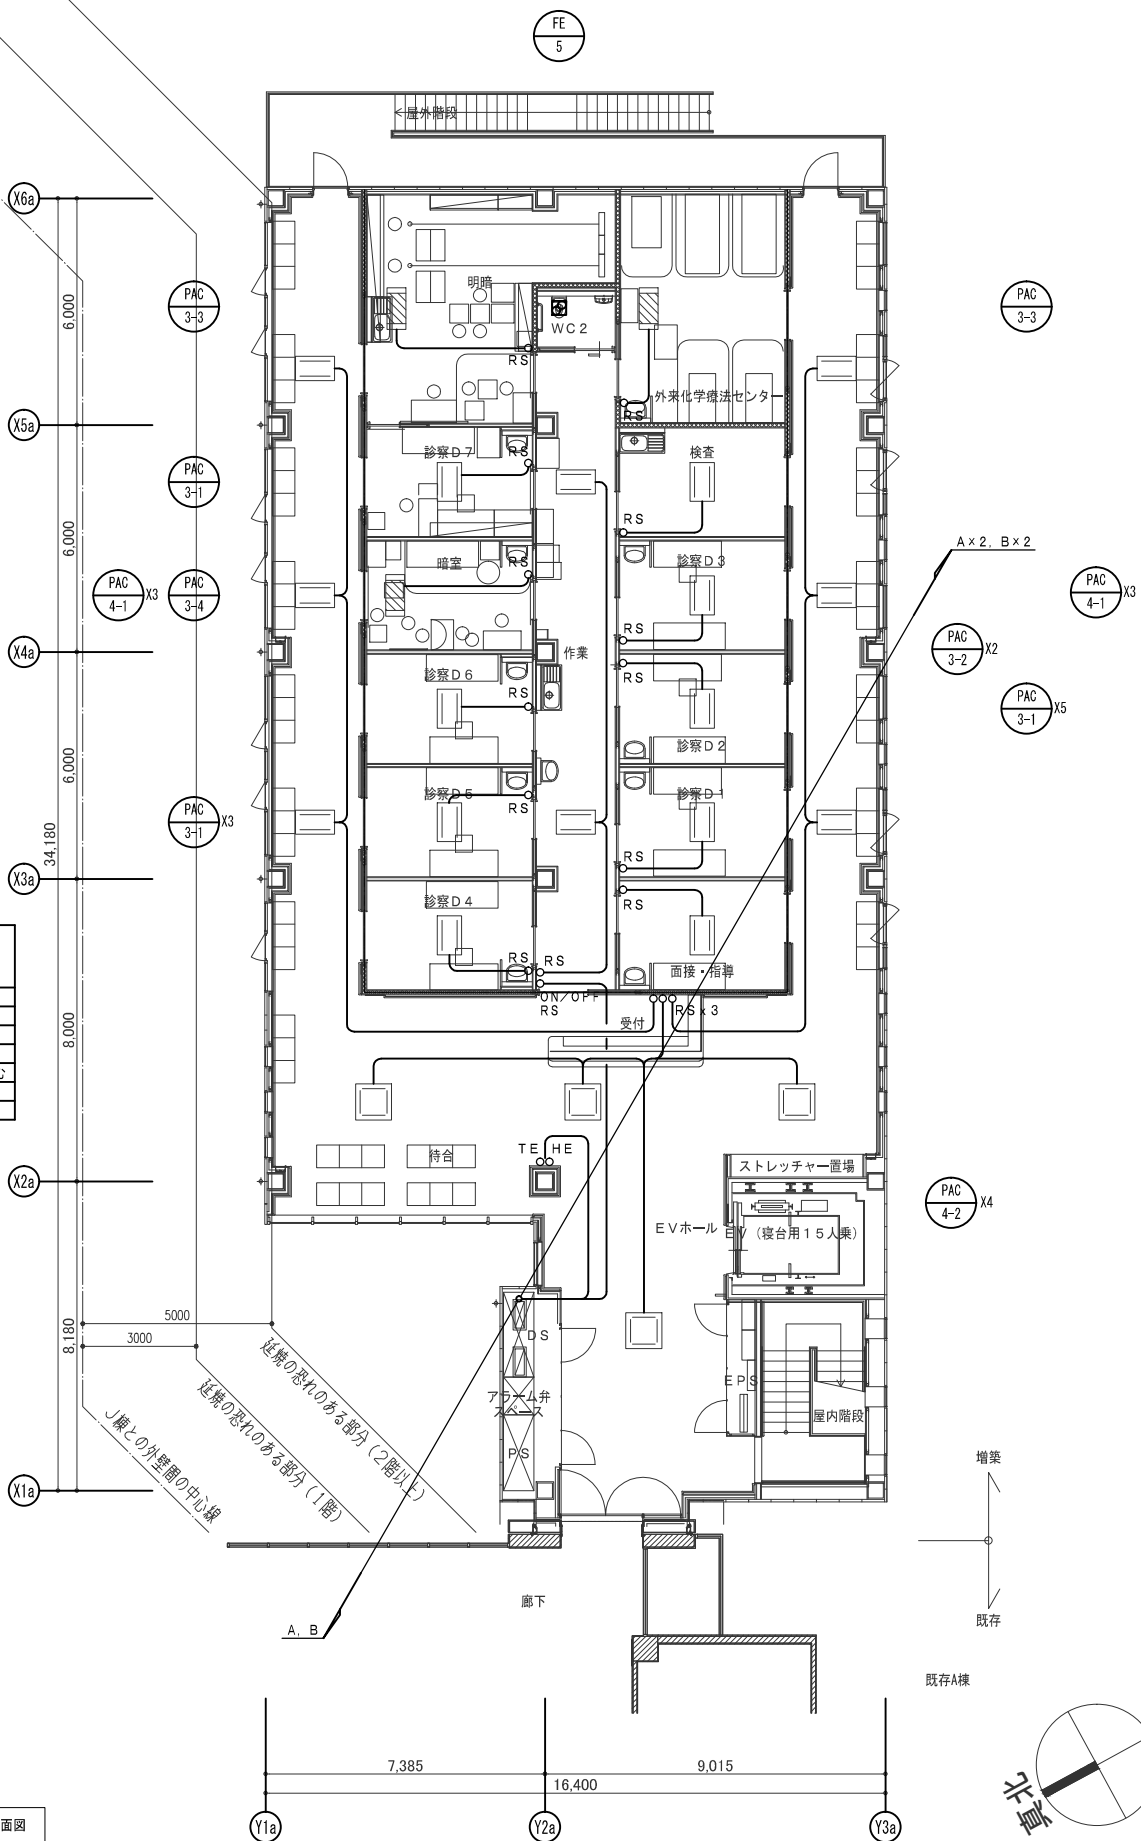 FE
5
屋外階段
X6a
明暗
6,000
PAC
3-3
PAC
3-3
WC2
RS
外来化学療法センター
RS
X5a
診察D7
RS
検査
PAC
3-1
RS
6,000
A×2, B×2
暗室
RS
診察D3
PAC
4-1
X3
PAC
3-4
PAC
4-1
X3
RS
PAC
3-2
X2
X4a
作業
診察D6
RS
RS
PAC
3-1
X5
診察D2
6,000
診察D5
RS
診察D1
PAC
3-1
X3
34,180
RS
X3a
診察D4
RS
RS
RS
面接・指導
ON/OFF
RS
RS×3
受付
8,000
TE HE
待合
ストレッチャー置場
X2a
PAC
4-2
X4
EVホール
EV(寝台用15人乗)
5000
3000
8,180
DS
EPS
アラーム弁
スペース
屋内階段
PS
延焼の恐れのある部分(2階以上)
延焼の恐れのある部分(1階)
J棟との外壁間の中心線
X1a
増築
廊下
既存
A, B
既存A棟
7,385
9,015
16,400
真北
面図
Y1a
Y2a
Y3a